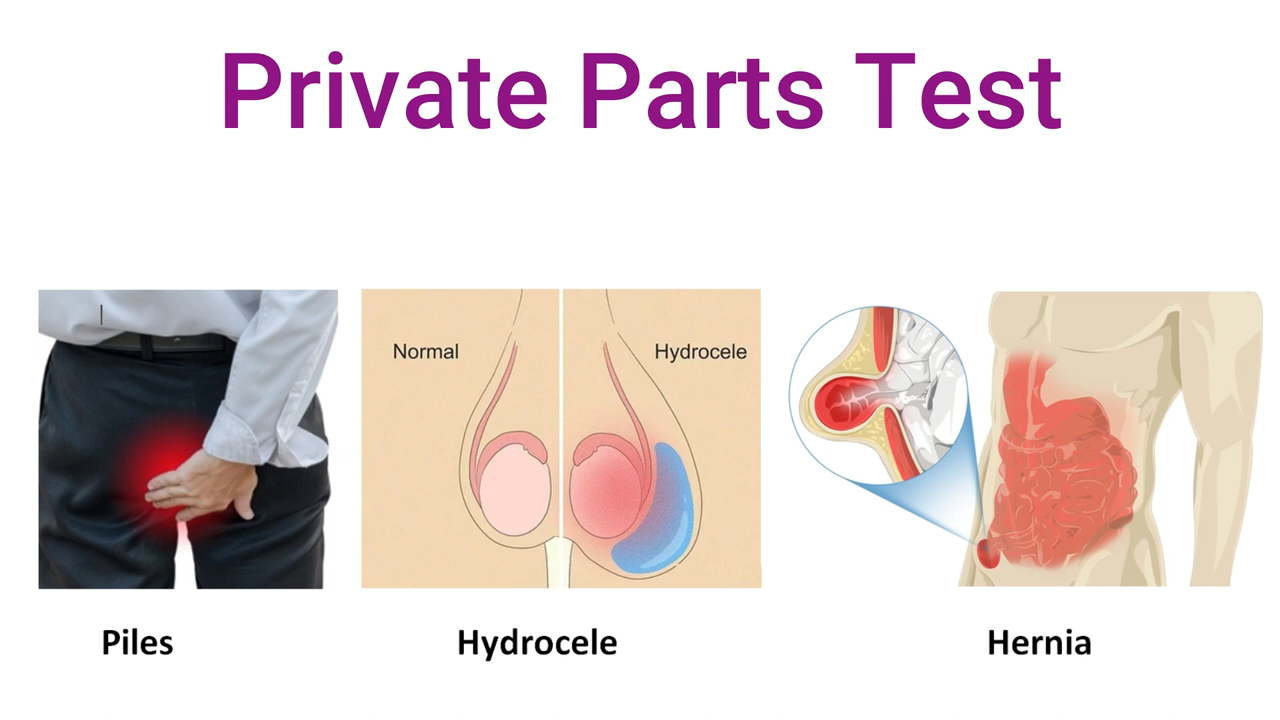 Private Parts Test
Normal
Hydrocele
Piles
Hydrocele
Hernia